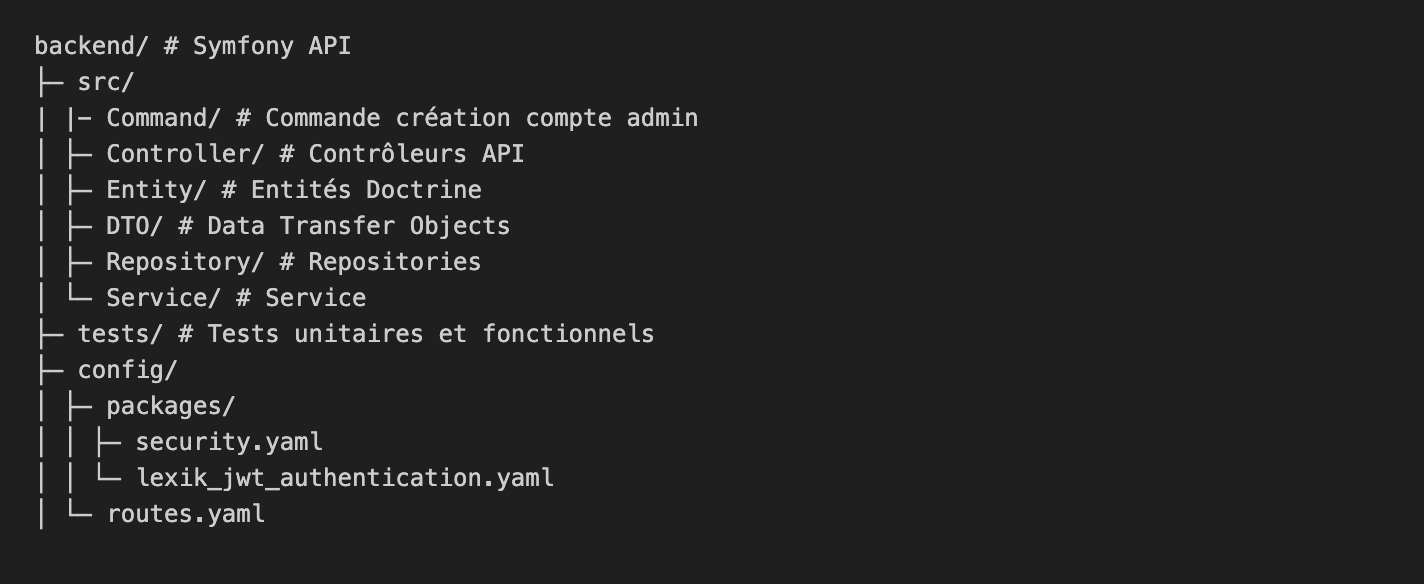 backend/ # Symfony API
├─ src/
| |- Command/ # Commande création compte admin
│ ├─ Controller/ # Contrôleurs API
│ ├─ Entity/ # Entités Doctrine
│ ├─ DTO/ # Data Transfer Objects
│ ├─ Repository/ # Repositories
│ └─ Service/ # Service
├─ tests/ # Tests unitaires et fonctionnels
├─ config/
│ ├─ packages/
│ │ ├─ security.yaml
│ │ └─ lexik_jwt_authentication.yaml
│ └─ routes.yaml